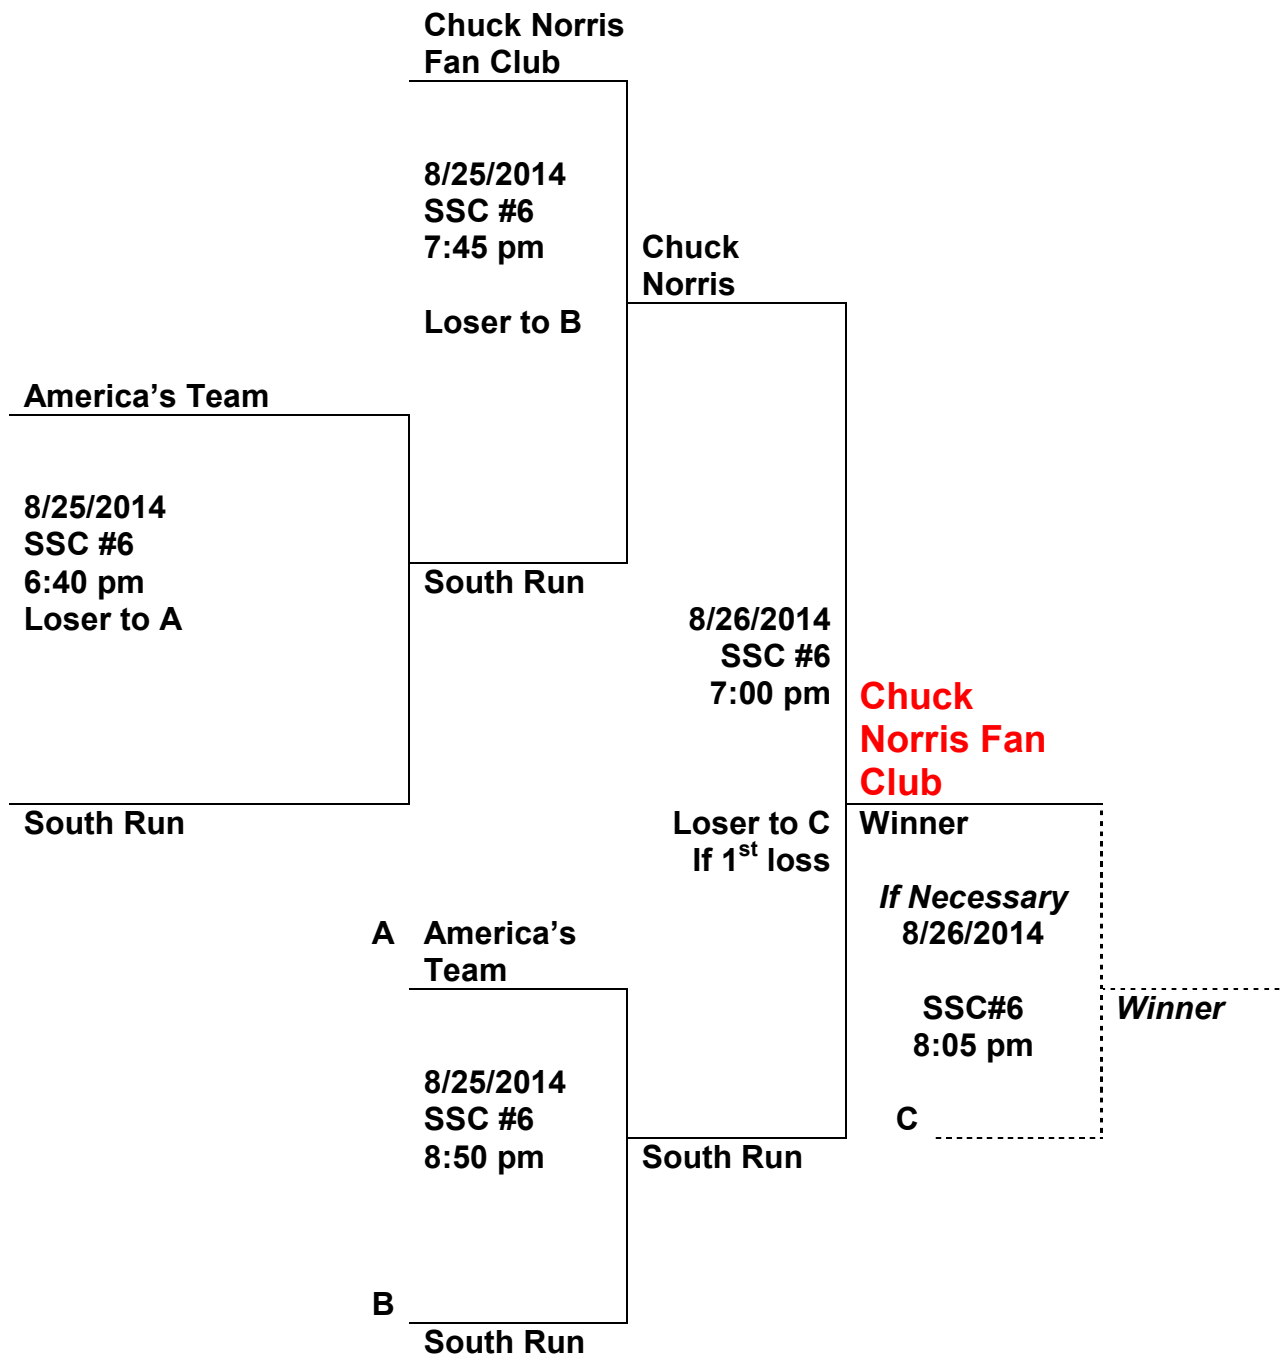 Chuck Norris
Fan Club
8/25/2014
SSC #6
7:45 pm
Loser to B
Chuck
Norris
America’s Team
8/25/2014
SSC #6
6:40 pm
Loser to A
South Run
South Run
8/26/2014
SSC #6
7:00 pm
Loser to C
If 1st loss
Chuck
Norris Fan
Club
Winner
If Necessary
8/26/2014
SSC#6
8:05 pm
C
Winner
A America’s
Team
8/25/2014
SSC #6
8:50 pm
South Run
B
South Run